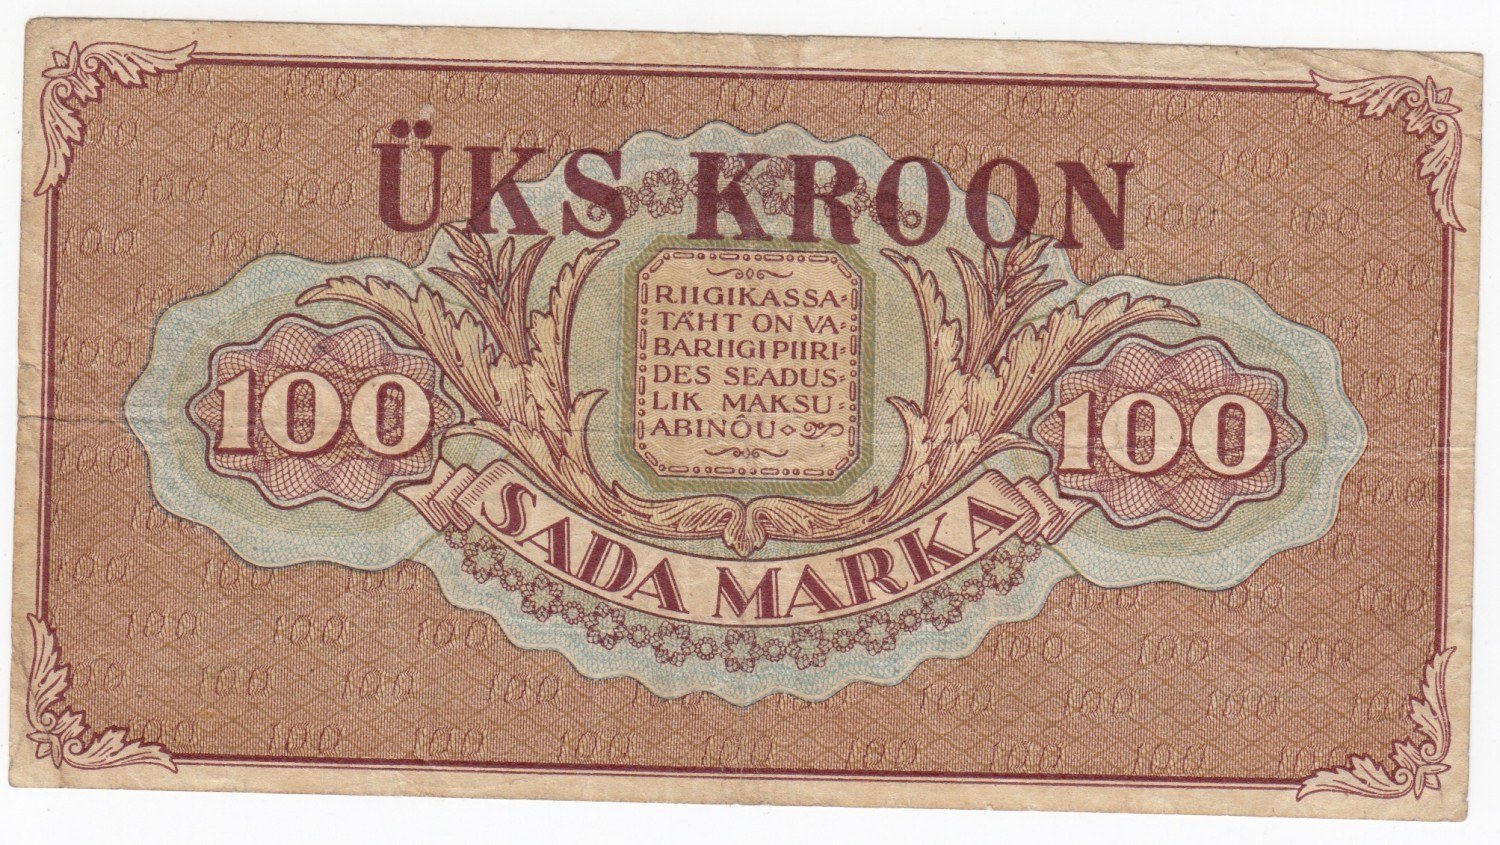 ÜKS KROON
RIIGIKASSA-
TÄHT ON VA-
BARIIGI PIIRI-
DES SEADUS-
LIK MAKSU-
ABINÕU
100
100
SADA MARKA